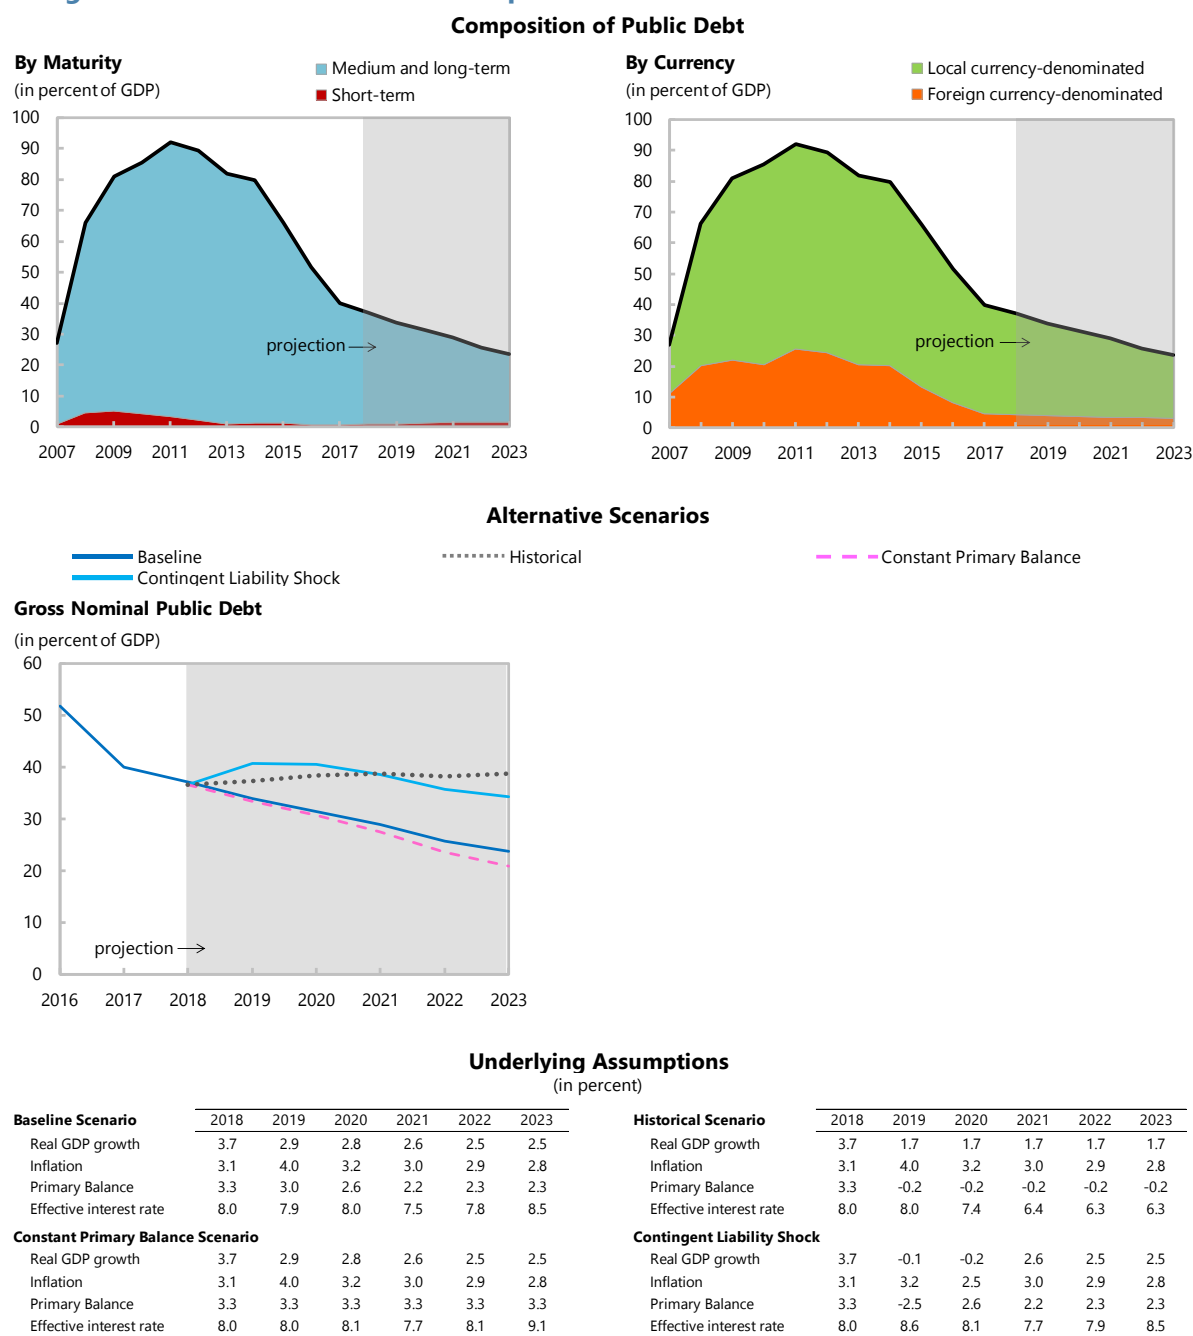 Composition of Public Debt
By Maturity
(in percent of GDP)
Medium and long-term
Short-term
100
90
80
70
60
50
40
30
20
10
0
projection
2007 2009 2011 2013 2015 2017 2019 2021 2023
By Currency
(in percent of GDP)
Local currency-denominated
Foreign currency-denominated
100
90
80
70
60
50
40
30
20
10
0
projection
2007 2009 2011 2013 2015 2017 2019 2021 2023
Alternative Scenarios
Baseline Historical Constant Primary Balance
Contingent Liability Shock
Gross Nominal Public Debt
(in percent of GDP)
60
50
40
30
20
10
0
projection
2016 2017 2018 2019 2020 2021 2022 2023
Underlying Assumptions
(in percent)
Baseline Scenario 2018 2019 2020 2021 2022 2023
Real GDP growth 3.7 2.9 2.8 2.6 2.5 2.5
Inflation 3.1 4.0 3.2 3.0 2.9 2.8
Primary Balance 3.3 3.0 2.6 2.2 2.3 2.3
Effective interest rate 8.0 7.9 8.0 7.5 7.8 8.5
Constant Primary Balance Scenario
Real GDP growth 3.7 2.9 2.8 2.6 2.5 2.5
Inflation 3.1 4.0 3.2 3.0 2.9 2.8
Primary Balance 3.3 3.3 3.3 3.3 3.3 3.3
Effective interest rate 8.0 8.0 8.1 7.7 8.1 9.1
Historical Scenario 2018 2019 2020 2021 2022 2023
Real GDP growth 3.7 1.7 1.7 1.7 1.7 1.7
Inflation 3.1 4.0 3.2 3.0 2.9 2.8
Primary Balance 3.3 -0.2 -0.2 -0.2 -0.2 -0.2
Effective interest rate 8.0 8.0 7.4 6.4 6.3 6.3
Contingent Liability Shock
Real GDP growth 3.7 -0.1 -0.2 2.6 2.5 2.5
Inflation 3.1 3.2 2.5 3.0 2.9 2.8
Primary Balance 3.3 -2.5 2.6 2.2 2.3 2.3
Effective interest rate 8.0 8.6 8.1 7.7 7.9 8.5